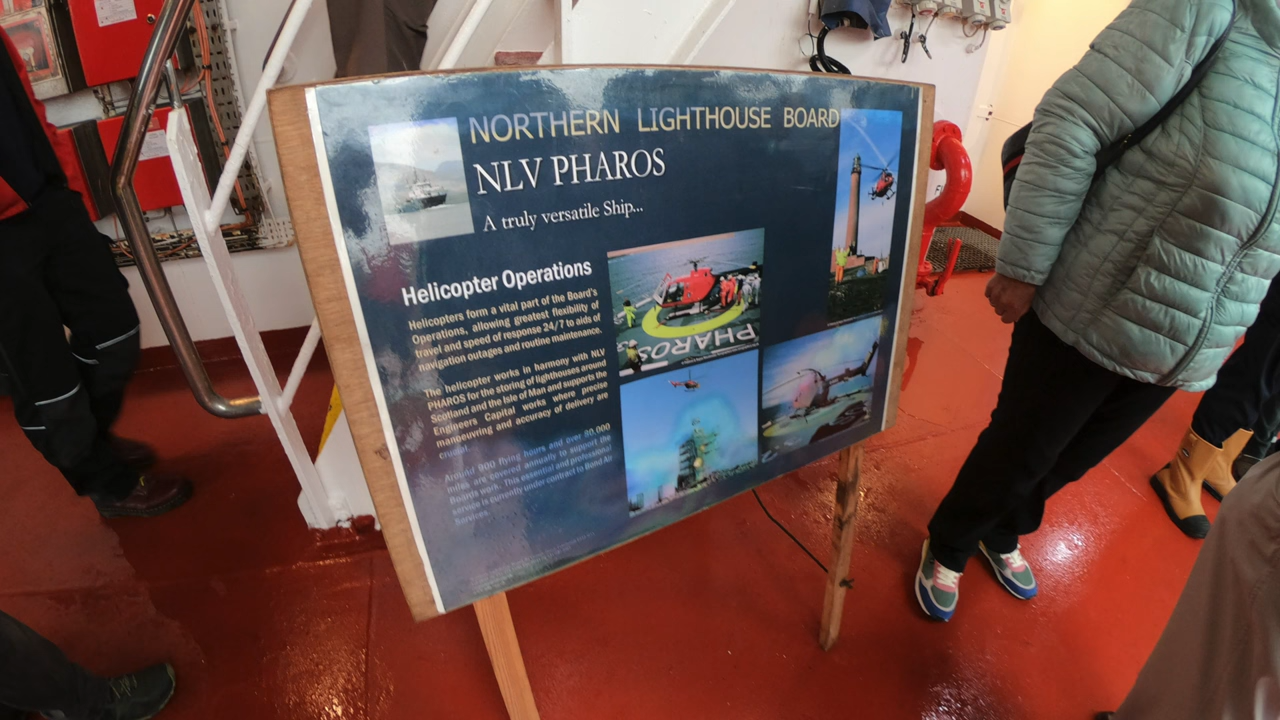 NORTHERN LIGHTHOUSE BOARD
NLV PHAROS
A truly versatile Ship...
Helicopter Operations
Helicopters form a vital part of the Board's
Operations, allowing greatest flexibility of
travel and speed of response 24/7 to aids of
navigation outages and routine maintenance.
The helicopter works in harmony with NLV
PHAROS for the storing of lighthouses around
Scotland and the Isle of Man and supports the
Engineers Capital works where precise
manoeuvring and accuracy of delivery are
crucial.
Around 900 flying hours and over 80,000
miles are covered annually to support the
Boards work. This essential and professional
service is currently under contract to Bond Air
Services.
PHAROS